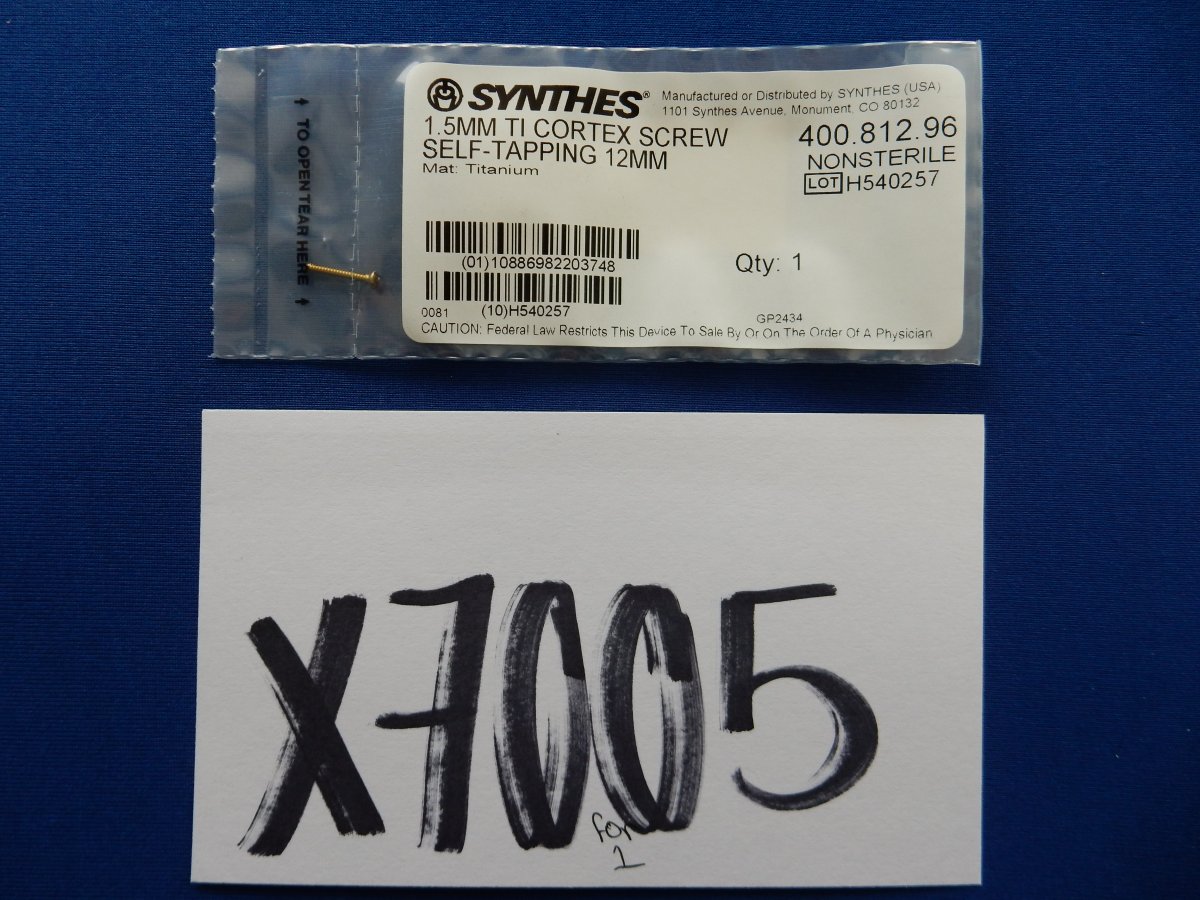 ↑ TO OPEN TEAR HERE ↑
SYNTHES®
Manufactured or Distributed by SYNTHES (USA)
1101 Synthes Avenue, Monument, CO 80132
1.5MM TI CORTEX SCREW
SELF-TAPPING 12MM
Mat: Titanium
400.812.96
NONSTERILE
LOT H540257
(01)10886982203748
Qty: 1
(10)H540257
0081
GP2434
CAUTION: Federal Law Restricts This Device To Sale By Or On The Order Of A Physician
X7005
for
1